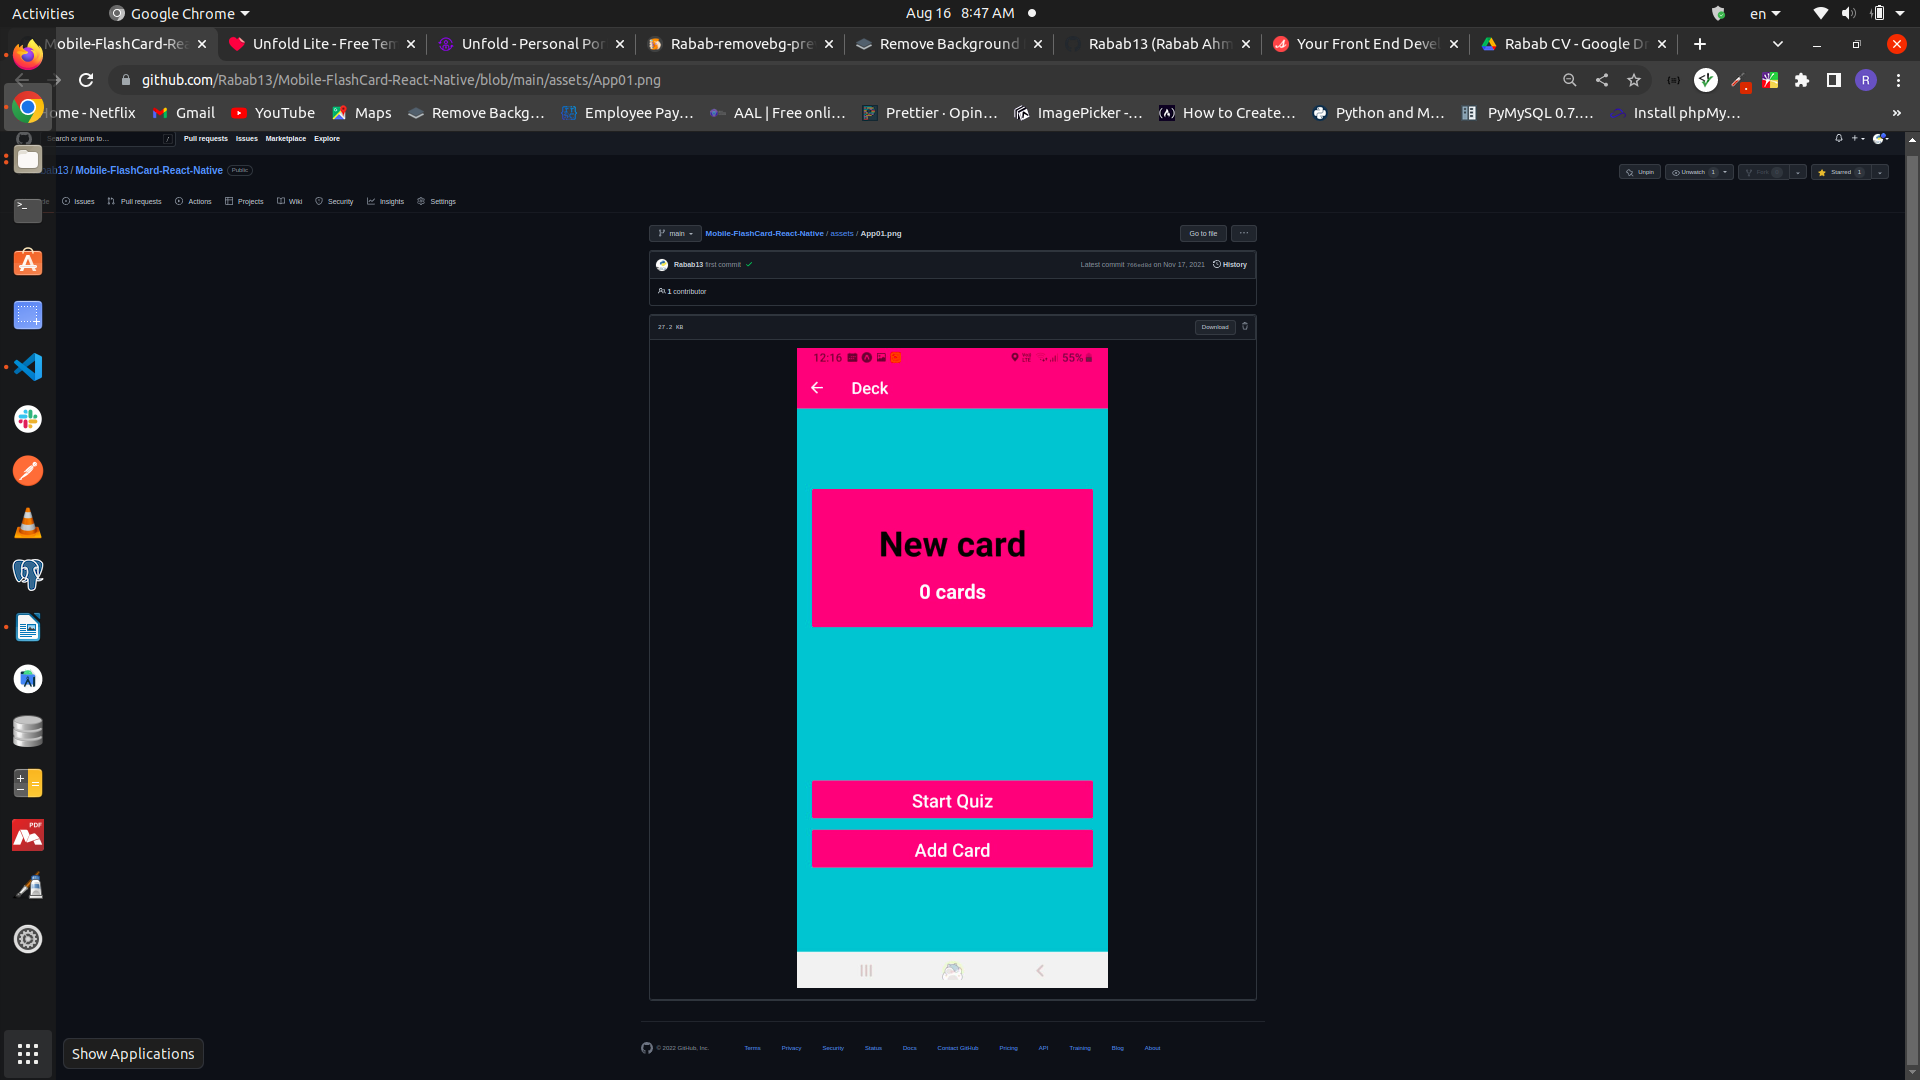 Activities Google Chrome Aug 16 8:47 AM en
Mobile-FlashCard-Rea Unfold Lite - Free Tem Unfold - Personal Por Rabab-removebg-pre Remove Background Rabab13 (Rabab Ahm Your Front End Devel Rabab CV - Google Dr
github.com/Rabab13/Mobile-FlashCard-React-Native/blob/main/assets/App01.png R
Home - Netflix Gmail YouTube Maps Remove Backg… Employee Pay… AAL | Free onli… Prettier · Opin… ImagePicker -… How to Create… Python and M… PyMySQL 0.7.… Install phpMy… »
Search or jump to… / Pull requests Issues Marketplace Explore
ab13 / Mobile-FlashCard-React-Native Public Unpin Unwatch 1 Starred 1
Issues Pull requests Actions Projects Wiki Security Insights Settings
main Mobile-FlashCard-React-Native / assets / App01.png Go to file ...
Rabab13 first commit Latest commit 766ed8d on Nov 17, 2021 History
1 contributor
27.2 KB Download
12:16 55%
Deck
New card
0 cards
Start Quiz
Add Card
PDF
Show Applications
© 2022 GitHub, Inc. Terms Privacy Security Status Docs Contact GitHub Pricing API Training Blog About